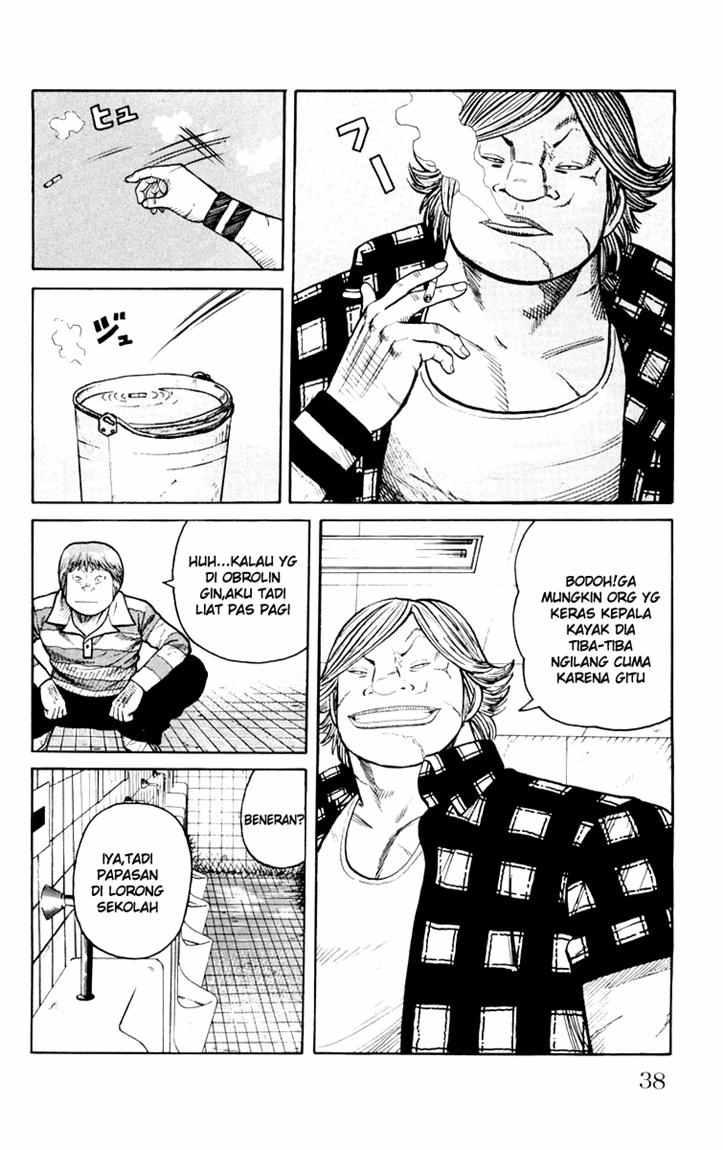 フー
ヒュ
ジュ
BODOH!GA
MUNGKIN ORG YG
KERAS KEPALA
KAYAK DIA
TIBA-TIBA
NGILANG CUMA
KARENA GITU
HUH...KALAU YG
DI OBROLIN
GIN,AKU TADI
LIAT PAS PAGI
BENERAN?
IYA,TADI
PAPASAN
DI LORONG
SEKOLAH
38